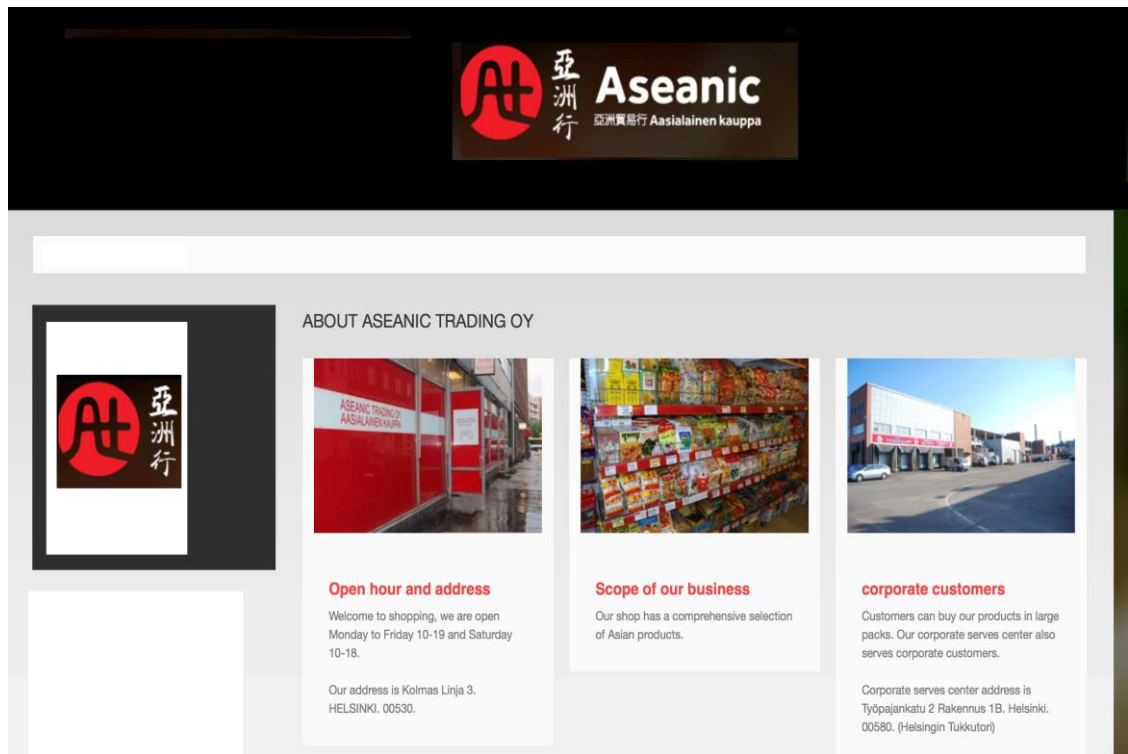 亞洲行
Aseanic
亞洲貿易行 Aasialainen kauppa
亞洲行
ABOUT ASEANIC TRADING OY
ASEANIC TRADING OY
AASIALAINEN KAUPPA
Open hour and address
Welcome to shopping, we are open
Monday to Friday 10-19 and Saturday
10-18.
Our address is Kolmas Linja 3.
HELSINKI. 00530.
Scope of our business
Our shop has a comprehensive selection
of Asian products.
corporate customers
Customers can buy our products in large
packs. Our corporate serves center also
serves corporate customers.
Corporate serves center address is
Työpajankatu 2 Rakennus 1B. Helsinki.
00580. (Helsingin Tukkutori)